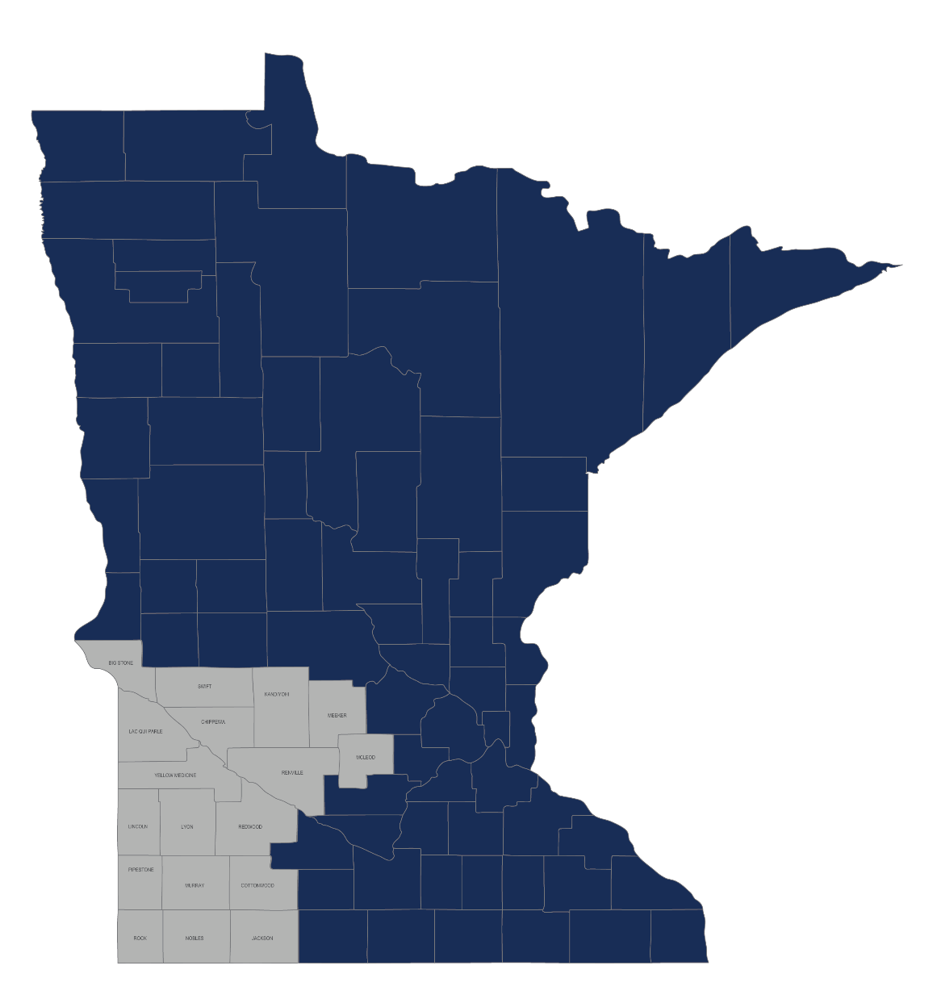 BIG STONE
SWIFT
KANDIYOHI
CHIPPEWA
MEEKER
LAC QUI PARLE
MCLEOD
RENVILLE
YELLOW MEDICINE
LINCOLN
LYON
REDWOOD
PIPESTONE
MURRAY
COTTONWOOD
ROCK
NOBLES
JACKSON